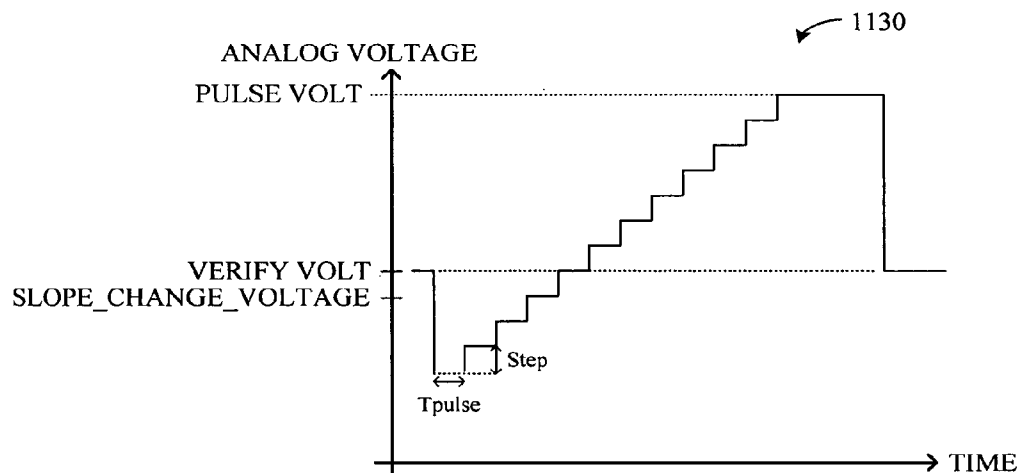 1130
ANALOG VOLTAGE
PULSE VOLT
VERIFY VOLT
SLOPE_CHANGE_VOLTAGE
Step
Tpulse
TIME